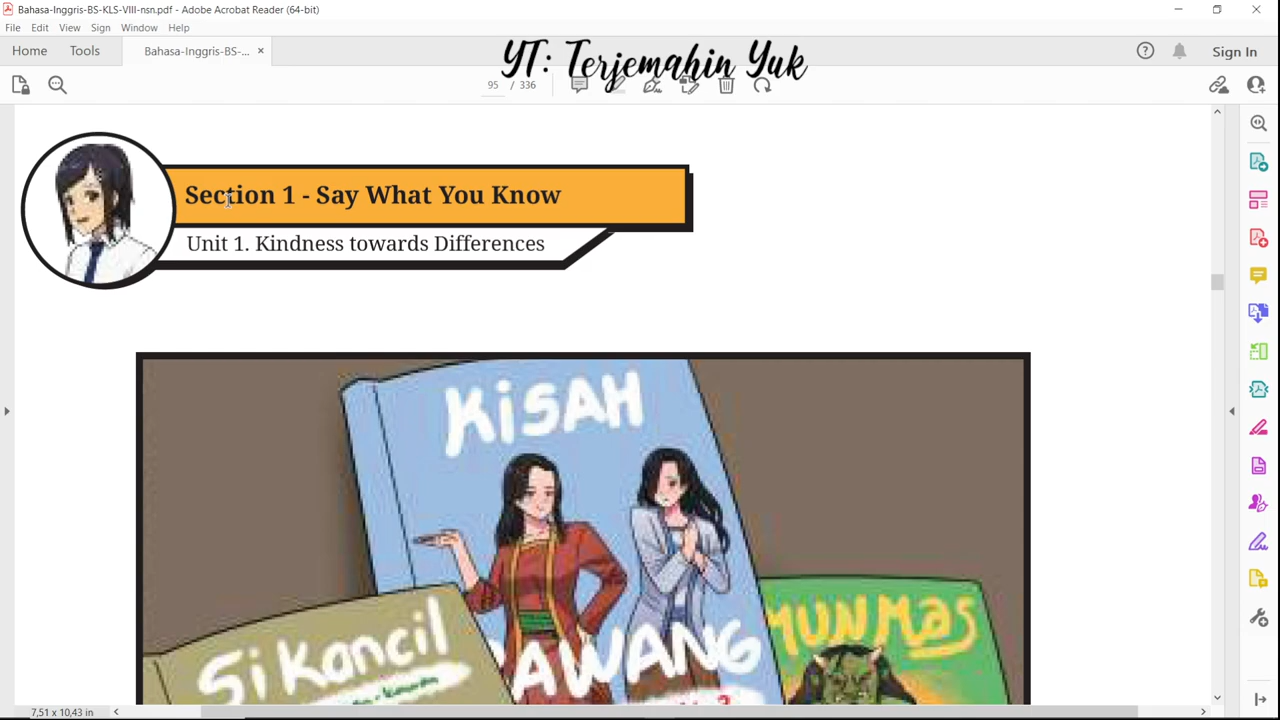 Bahasa-Inggris-BS-KLS-VIII-nsn.pdf - Adobe Acrobat Reader (64-bit)
File Edit View Sign Window Help
Home Tools Bahasa-Inggris-BS-... × Sign In
YT: Terjemahin Yuk
95 / 336
Section 1 - Say What You Know
Unit 1. Kindness towards Differences
KiSAH
AWANG
Si Kancil
MUN MAS
7,51 x 10,43 in